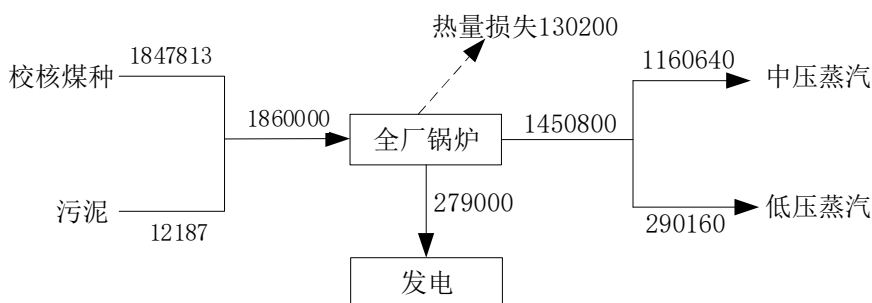 热量损失130200
1847813
校核煤种
1860000
全厂锅炉
1450800
1160640
中压蒸汽
279000
污泥
12187
290160
低压蒸汽
发电